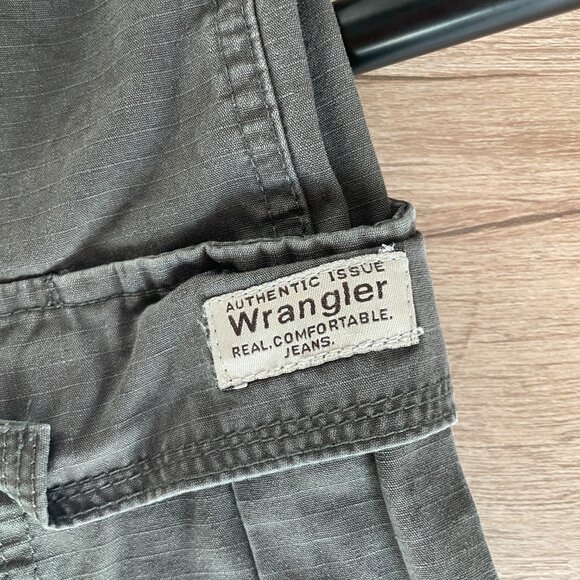 AUTHENTIC ISSUE
Wrangler
REAL.COMFORTABLE.
JEANS.